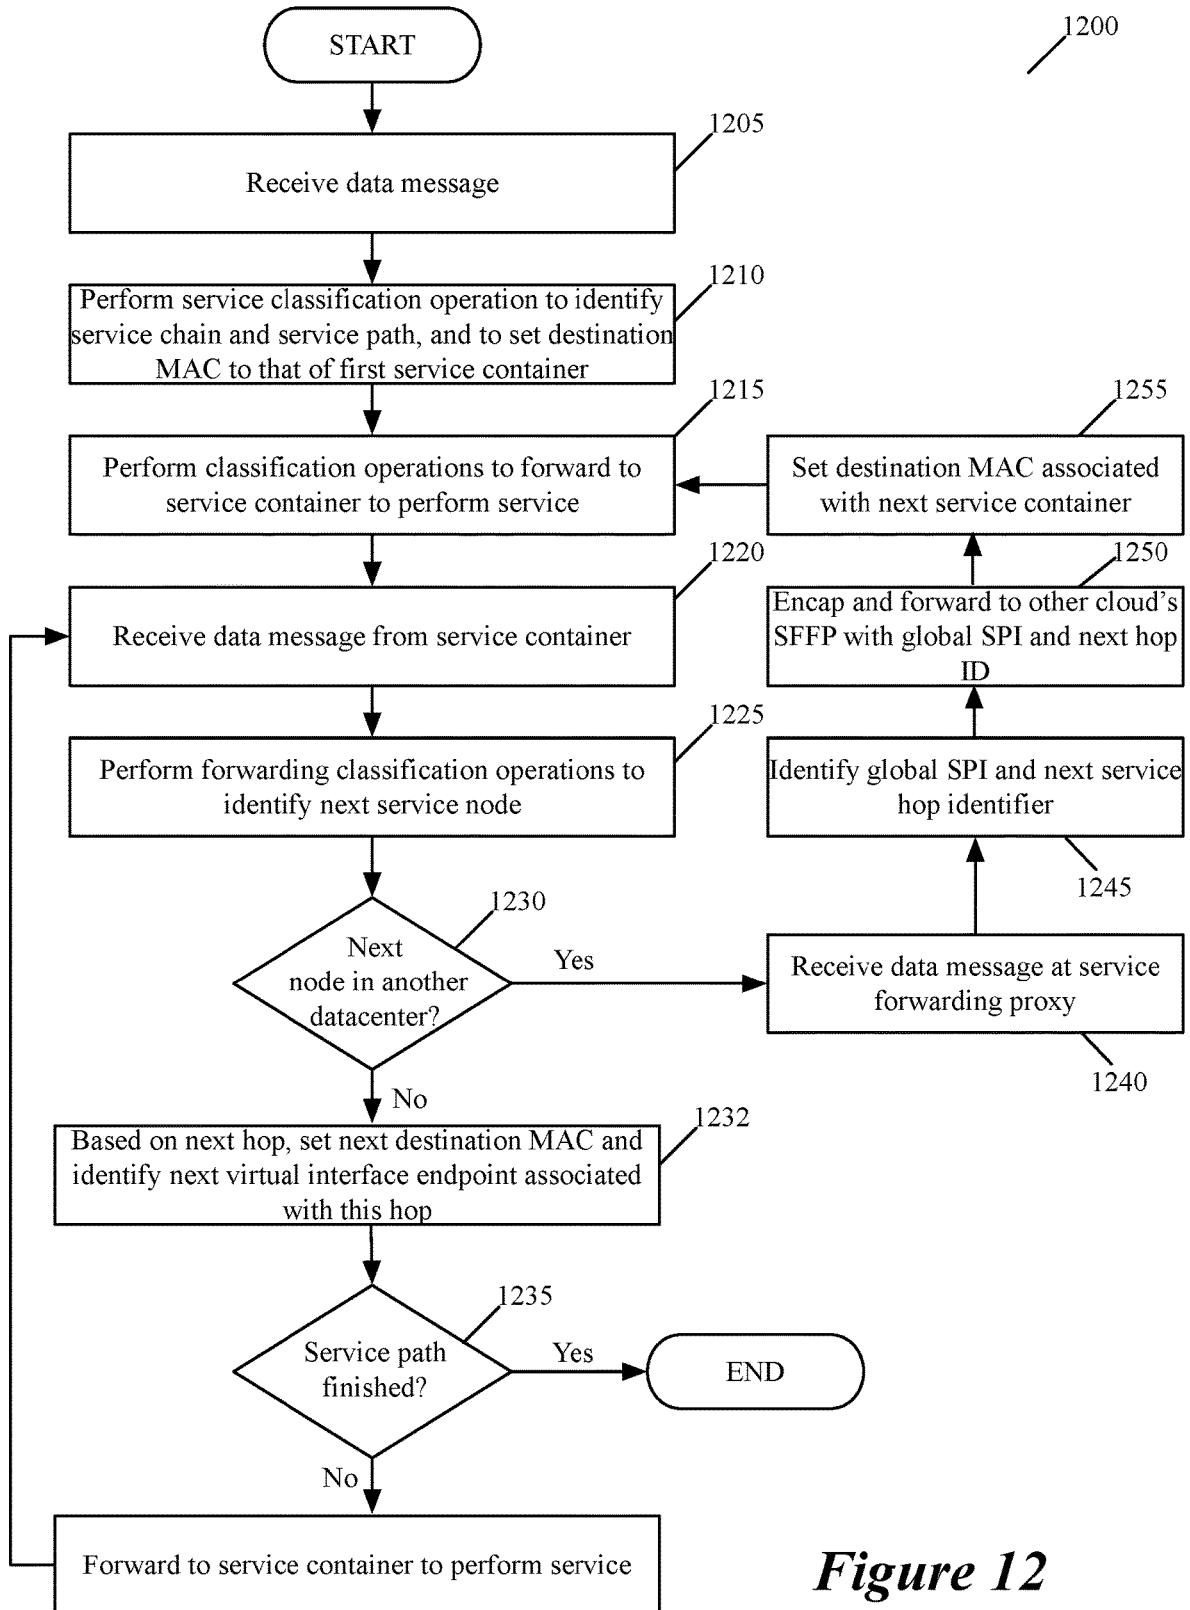 START
1200
1205
Receive data message
1210
Perform service classification operation to identify
service chain and service path, and to set destination
MAC to that of first service container
1215
Perform classification operations to forward to
service container to perform service
1255
Set destination MAC associated
with next service container
1220
Receive data message from service container
1250
Encap and forward to other cloud's
SFFP with global SPI and next hop
ID
1225
Perform forwarding classification operations to
identify next service node
Identify global SPI and next service
hop identifier
1245
1230
Next
node in another
datacenter?
Yes
Receive data message at service
forwarding proxy
1240
No
1232
Based on next hop, set next destination MAC and
identify next virtual interface endpoint associated
with this hop
1235
Service path
finished?
Yes
END
No
Forward to service container to perform service
Figure 12